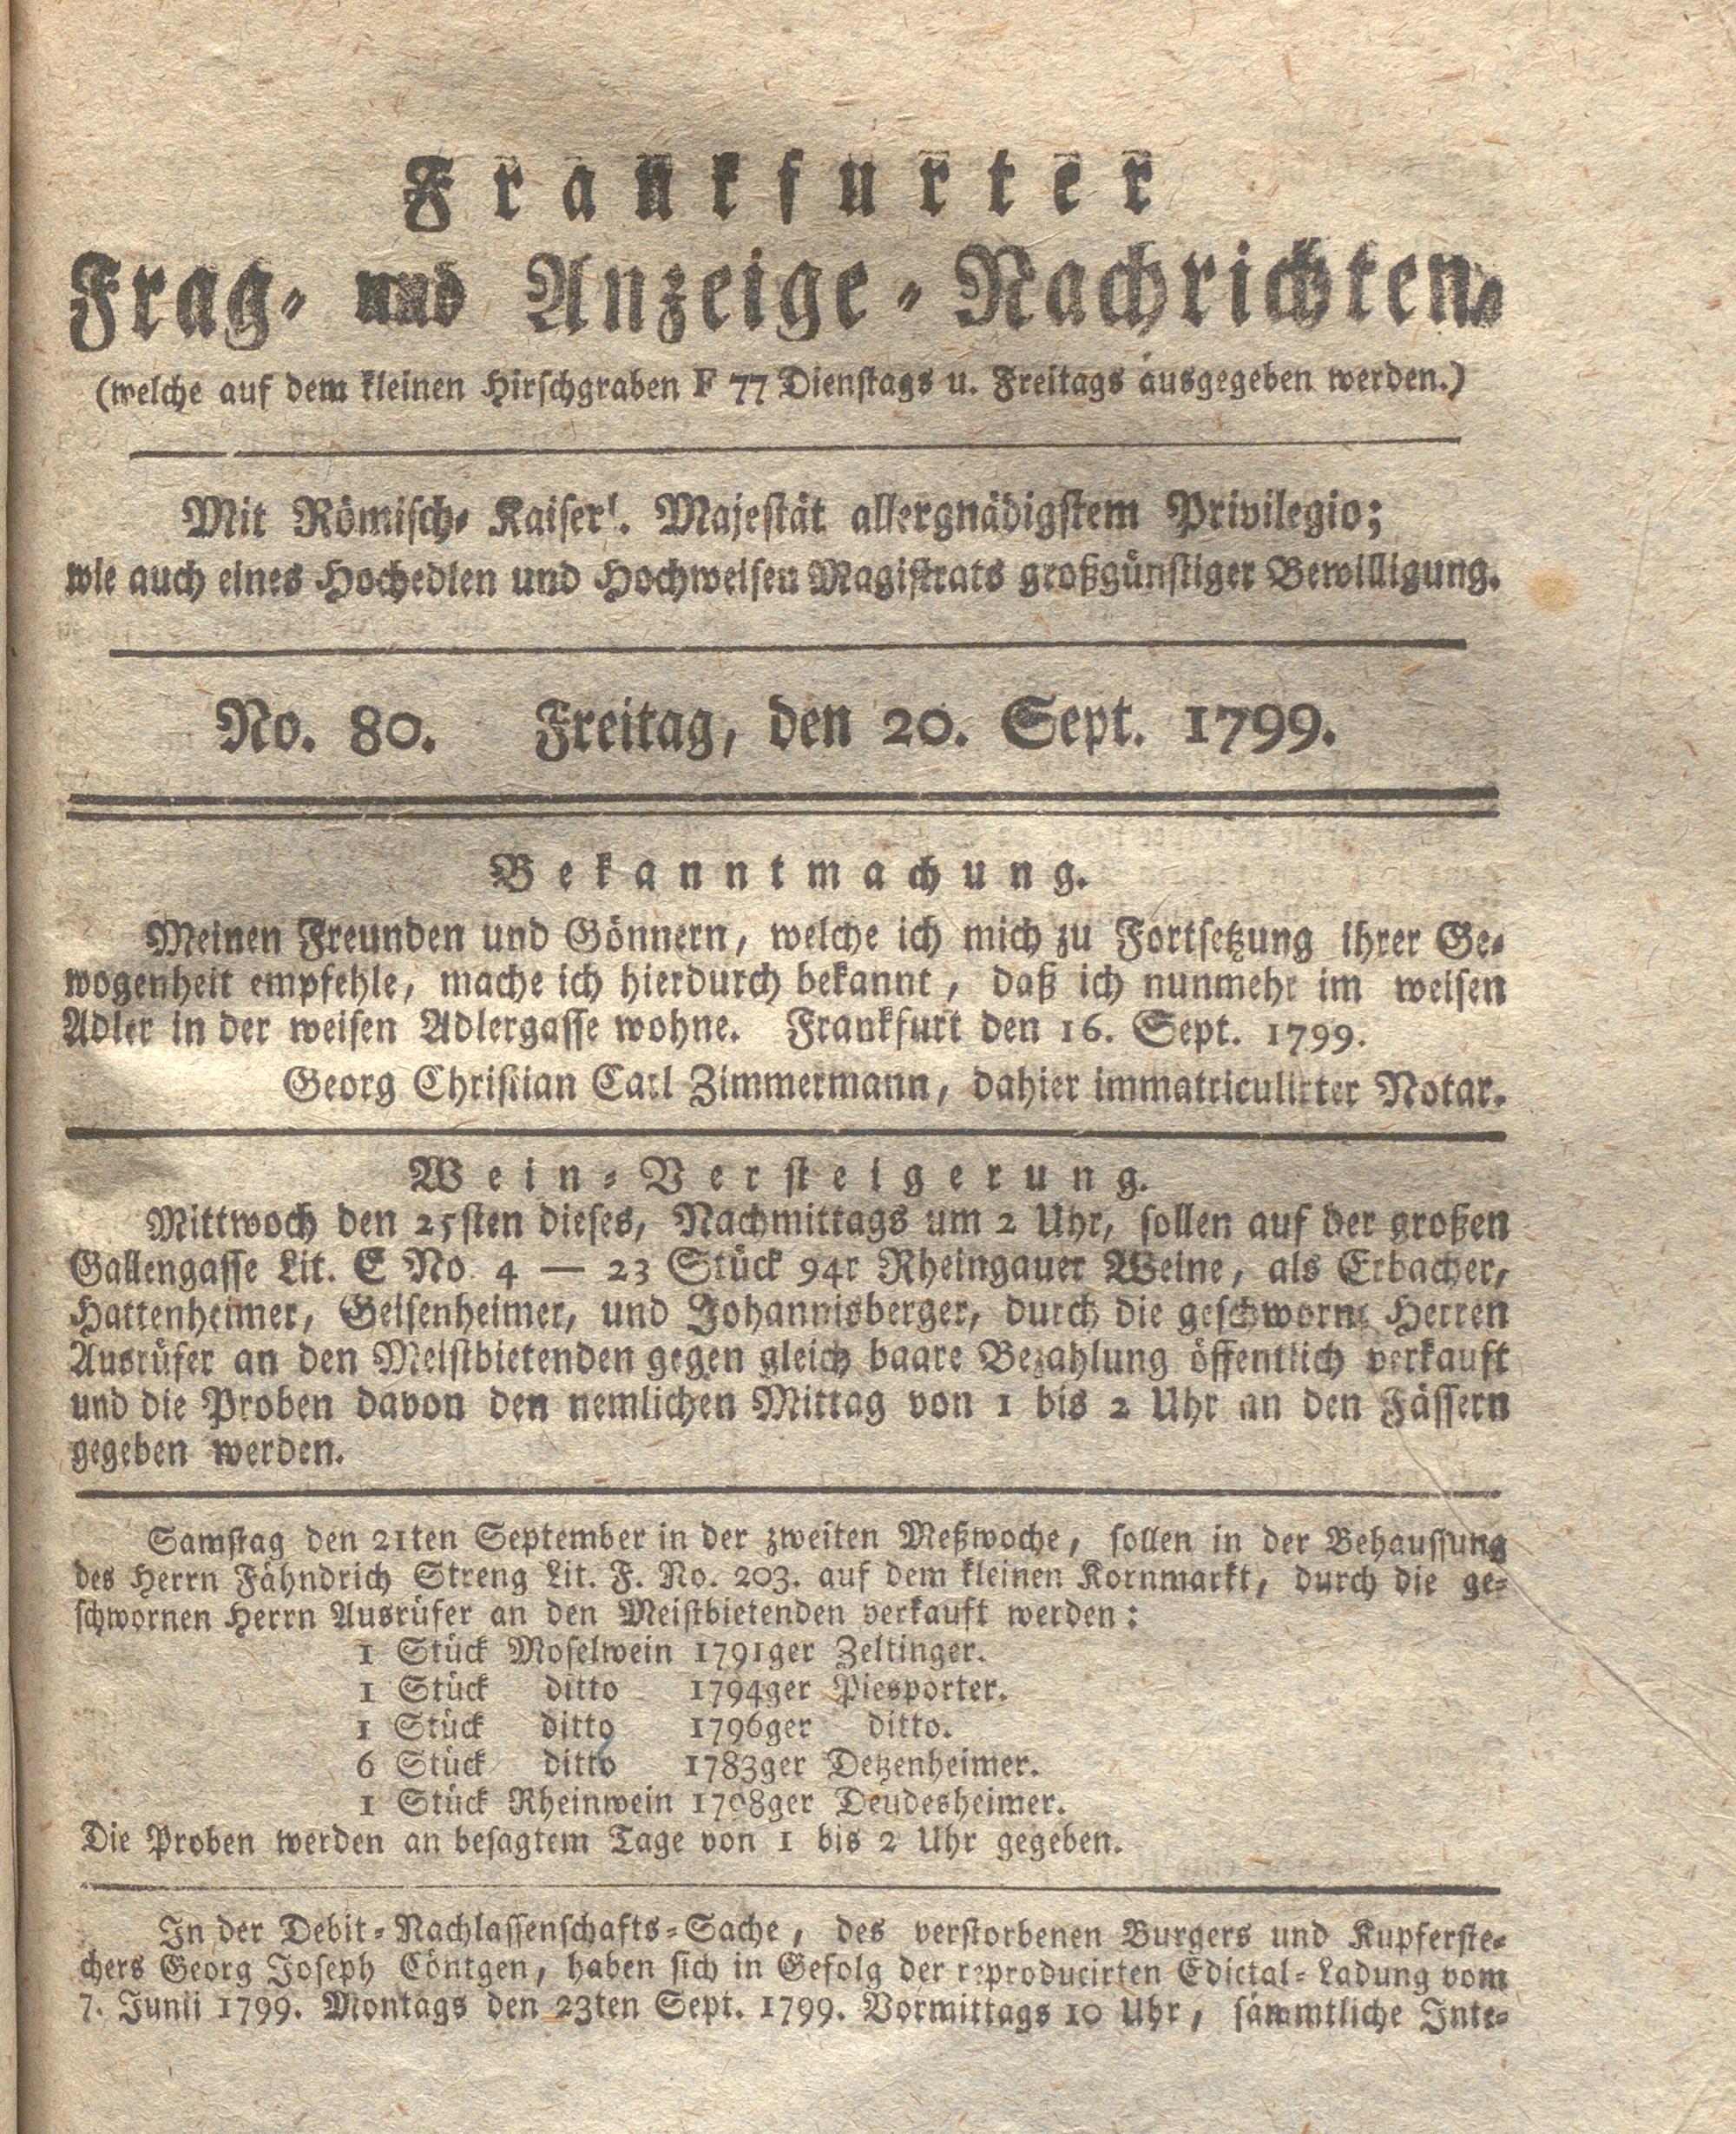 Frankfurter
Frag- und Anzeige-Nachrichten.
(welche auf dem kleinen Hirschgraben F 77 Dienstags u. Freitags ausgegeben werden.)
Mit Römisch- Kaiserl. Majestät allergnädigstem Privilegio;
wie auch eines Hochedlen und Hochweisen Magistrats großgünstiger Bewilligung.
No. 80. Freitag, den 20. Sept. 1799.
Bekanntmachung.
Meinen Freunden und Gönnern, welche ich mich zu Fortsetzung ihrer Ge-
wogenheit empfehle, mache ich hierdurch bekannt, daß ich nunmehr im weisen
Adler in der weisen Adlergasse wohne. Frankfurt den 16. Sept. 1799.
Georg Christian Carl Zimmermann, dahier immatriculirter Notar.
Wein-Versteigerung.
Mittwoch den 25sten dieses, Nachmittags um 2 Uhr, sollen auf der großen
Gallengasse Lit. E No. 4 — 23 Stück 94r Rheingauer Weine, als Erbacher,
Hattenheimer, Geisenheimer, und Johannisberger, durch die geschworne Herren
Ausrüfer an den Meistbietenden gegen gleich baare Bezahlung öffentlich verkauft
und die Proben davon den nemlichen Mittag von 1 bis 2 Uhr an den Fässern
gegeben werden.
Samstag den 21ten September in der zweiten Meßwoche, sollen in der Behaussung
des Herrn Fähndrich Streng Lit. F. No. 203. auf dem kleinen Kornmarkt, durch die ge-
schwornen Herrn Ausrüfer an den Meistbietenden verkauft werden:
1 Stück Moselwein 1791ger Zeltinger.
1 Stück ditto 1794ger Piesporter.
1 Stück ditto 1796ger ditto.
6 Stück ditto 1783ger Detzenheimer.
1 Stück Rheinwein 1798ger Deudesheimer.
Die Proben werden an besagtem Tage von 1 bis 2 Uhr gegeben.
In der Debit-Nachlassenschafts-Sache, des verstorbenen Burgers und Kupferste-
chers Georg Joseph Cöntgen, haben sich in Gefolg der reproducirten Edictal-Ladung vom
7. Junii 1799. Montags den 23ten Sept. 1799. Vormittags 10 Uhr, sämmtliche Inte-